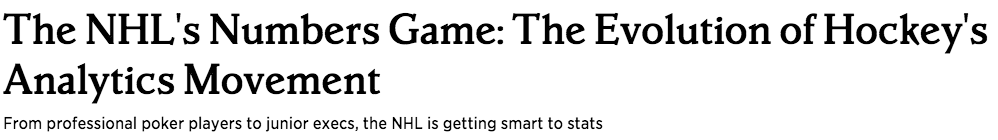 The NHL's Numbers Game: The Evolution of Hockey's
Analytics Movement
From professional poker players to junior execs, the NHL is getting smart to stats